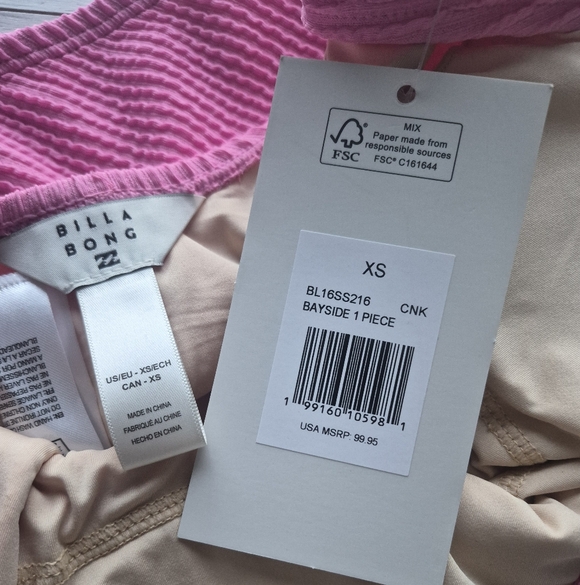 MIX
Paper made from
responsible sources
FSC® C161644
FSC
XS
BL16SS216 CNK
BAYSIDE 1 PIECE
1 99160 10598 1
USA MSRP: 99.95
BILLA
BONG
US/EU - XS/ECH
CAN - XS
MADE IN CHINA
FABRIQUÉ AU CHINE
HECHO EN CHINA